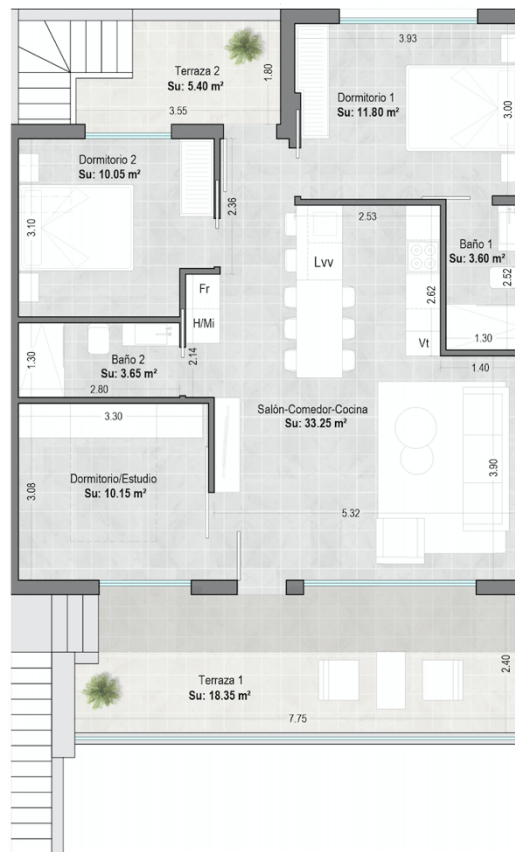 3.93
Terraza 2
Su: 5.40 m²
1.80
3.55
Dormitorio 1
Su: 11.80 m²
3.00
Dormitorio 2
Su: 10.05 m²
3.10
2.36
2.53
Lvv
Baño 1
Su: 3.60 m²
2.52
2.62
Fr
H/Mi
Vt
1.30
1.40
1.30
Baño 2
Su: 3.65 m²
2.14
2.80
Salón-Comedor-Cocina
Su: 33.25 m²
3.30
Dormitorio/Estudio
Su: 10.15 m²
3.08
3.90
5.32
Terraza 1
Su: 18.35 m²
2.40
7.75